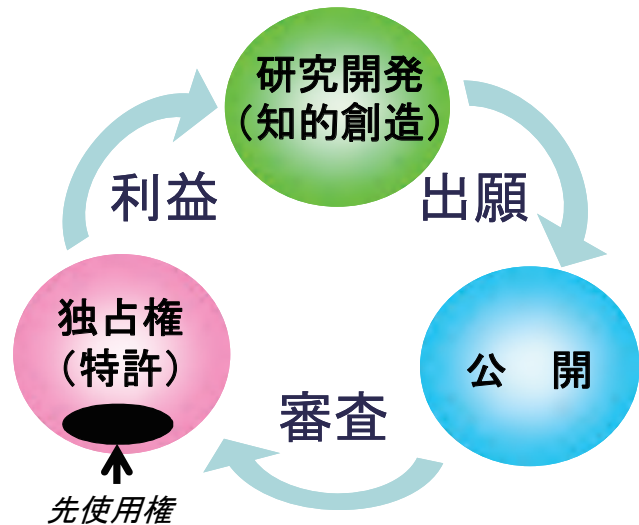 研究開発
（知的創造）
利益
出願
独占権
（特許）
公　開
審査
先使用権